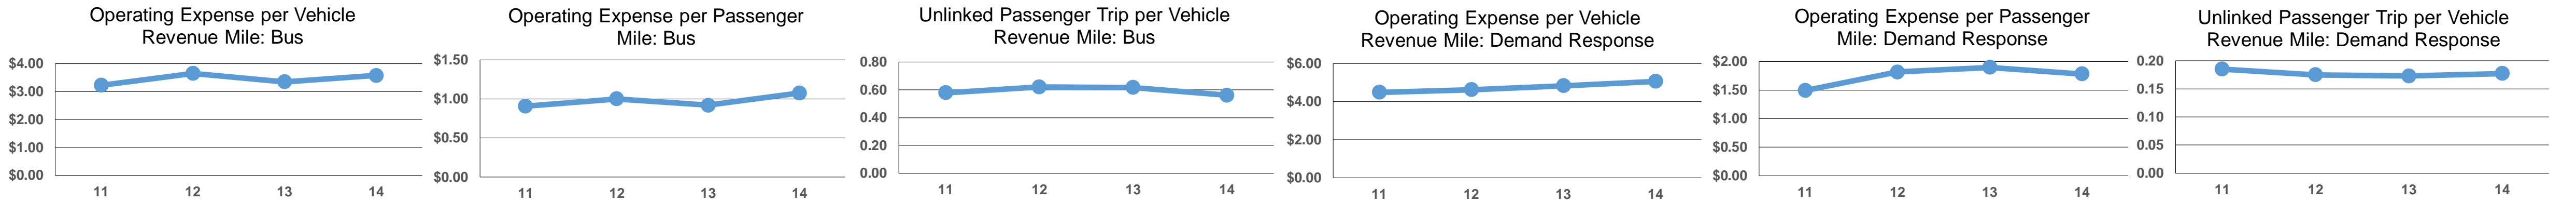 Operating Expense per Vehicle
Revenue Mile: Bus
$4.00
$3.00
$2.00
$1.00
$0.00
11 12 13 14
Operating Expense per Passenger
Mile: Bus
$1.50
$1.00
$0.50
$0.00
11 12 13 14
Unlinked Passenger Trip per Vehicle
Revenue Mile: Bus
0.80
0.60
0.40
0.20
0.00
11 12 13 14
Operating Expense per Vehicle
Revenue Mile: Demand Response
$6.00
$4.00
$2.00
$0.00
11 12 13 14
Operating Expense per Passenger
Mile: Demand Response
$2.00
$1.50
$1.00
$0.50
$0.00
11 12 13 14
Unlinked Passenger Trip per Vehicle
Revenue Mile: Demand Response
0.20
0.15
0.10
0.05
0.00
11 12 13 14